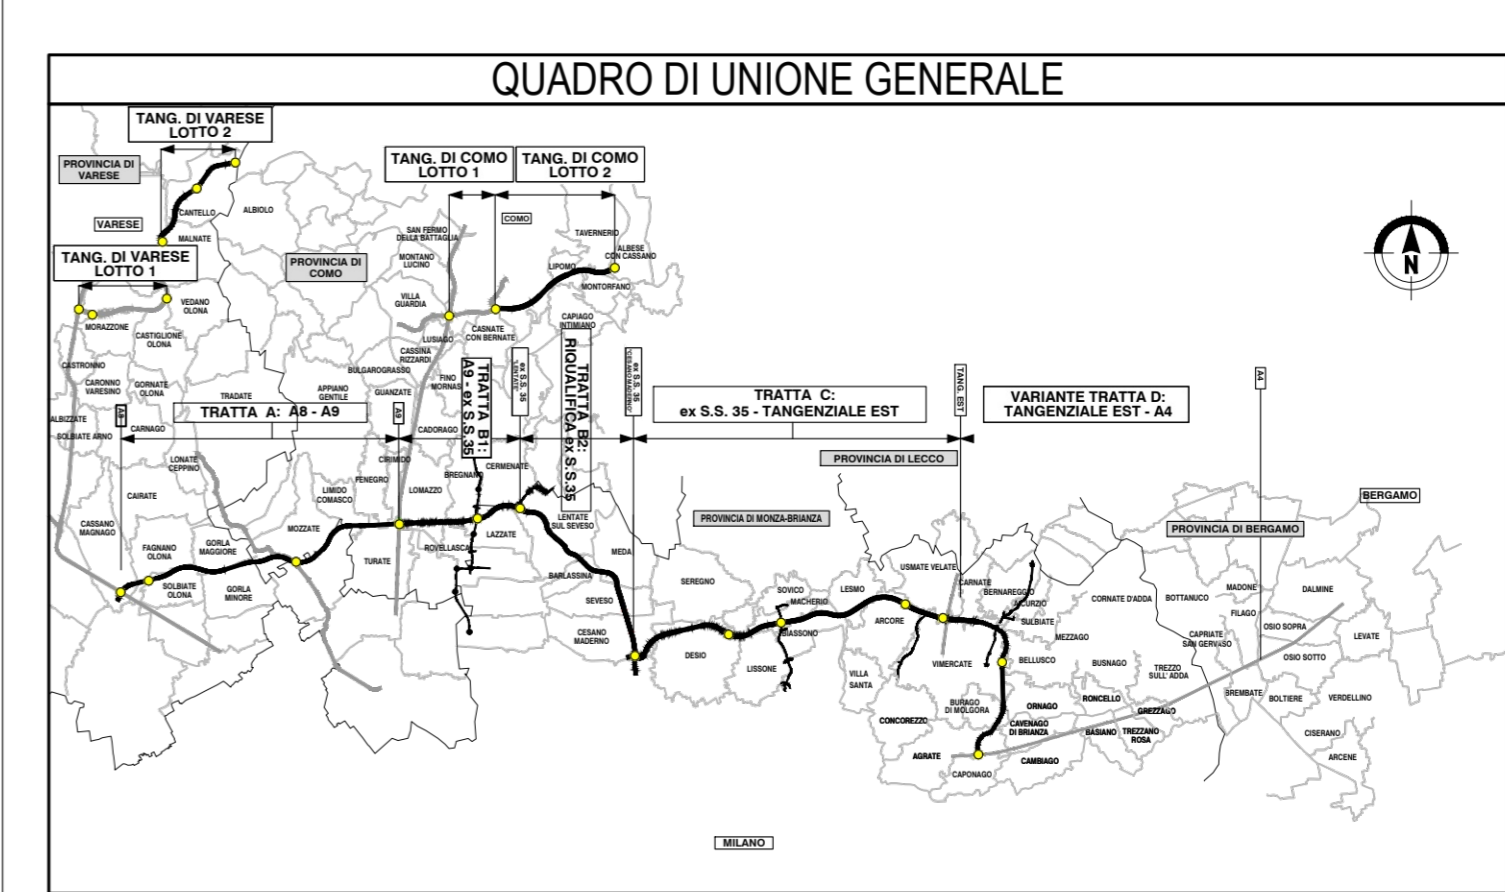 QUADRO DI UNIONE GENERALE
TANG. DI VARESE
LOTTO 2
PROVINCIA DI
VARESE
CANTELLO
ALBIOLO
VARESE
MALNATE
TANG. DI VARESE
LOTTO 1
PROVINCIA DI
COMO
TANG. DI COMO
LOTTO 1
TANG. DI COMO
LOTTO 2
COMO
SAN FERMO
DELLA BATTAGLIA
TAVERNERIO
ALBESE
CON CASSANO
MONTANO
LUCINO
LIPOMO
MONTORFANO
VILLA
GUARDIA
VEDANO
OLONA
MORAZZONE
CASTIGLIONE
OLONA
LUSIAGO
CASNATE
CON BERNATE
CAPIAGO
INTIMIANO
CASSINA
RIZZARDI
BULGAROGRASSO
CASTRONNO
CARONNO
VARESINO
GORNATE
OLONA
TRADATE
APPIANO
GENTILE
GUANZATE
FINO
MORNAS
TRATTA B1:
A9 - ex S.S.35
ex S.S. 35
"LENTATE"
TRATTA B2:
RIQUALIFICA ex S.S.35
ex S.S. 35
"CESANO MADERNO"
TANG. EST
A4
TRATTA C:
ex S.S. 35 - TANGENZIALE EST
VARIANTE TRATTA D:
TANGENZIALE EST - A4
N
A8
TRATTA A: A8 - A9
A9
ALBIZZATE
SOLBIATE ARNO
CARNAGO
CADORAGO
LONATE
CEPPINO
CIRIMIDO
FENEGRO
BREGNANO
CERMENATE
PROVINCIA DI LECCO
CAIRATE
LIMIDO
COMASCO
LOMAZZO
PROVINCIA DI MONZA-BRIANZA
BERGAMO
PROVINCIA DI BERGAMO
CASSANO
MAGNAGO
MOZZATE
LENTATE
SUL SEVESO
LAZZATE
FAGNANO
OLONA
GORLA
MAGGIORE
TURATE
ROVELLASCA
MEDA
BARLASSINA
SEREGNO
SOLBIATE
OLONA
GORLA
MINORE
SEVESO
SOVICO
MACHERIO
LESMO
USMATE VELATE
CARNATE
BERNAREGGIO
CORNATE D'ADDA
BOTTANUCO
MADONE
DALMINE
FILAGO
OSIO SOPRA
CESANO
MADERNO
BIASSONO
ARCORE
SULBIATE
MEZZAGO
CAPRIATE
SAN GERVASO
LEVATE
DESIO
LISSONE
VILLA
SANTA
VIMERCATE
BELLUSCO
BUSNAGO
TREZZO
SULL' ADDA
OSIO SOTTO
BREMBATE
BOLTIERE
VERDELLINO
BURAGO
DI MOLGORA
ORNAGO
RONCELLO
GREZZAGO
CONCOREZZO
CAVENAGO
DI BRIANZA
BASIANO
TREZZANO
ROSA
CISERANO
AGRATE
CAMBIAGO
CAPONAGO
ARCENE
MILANO